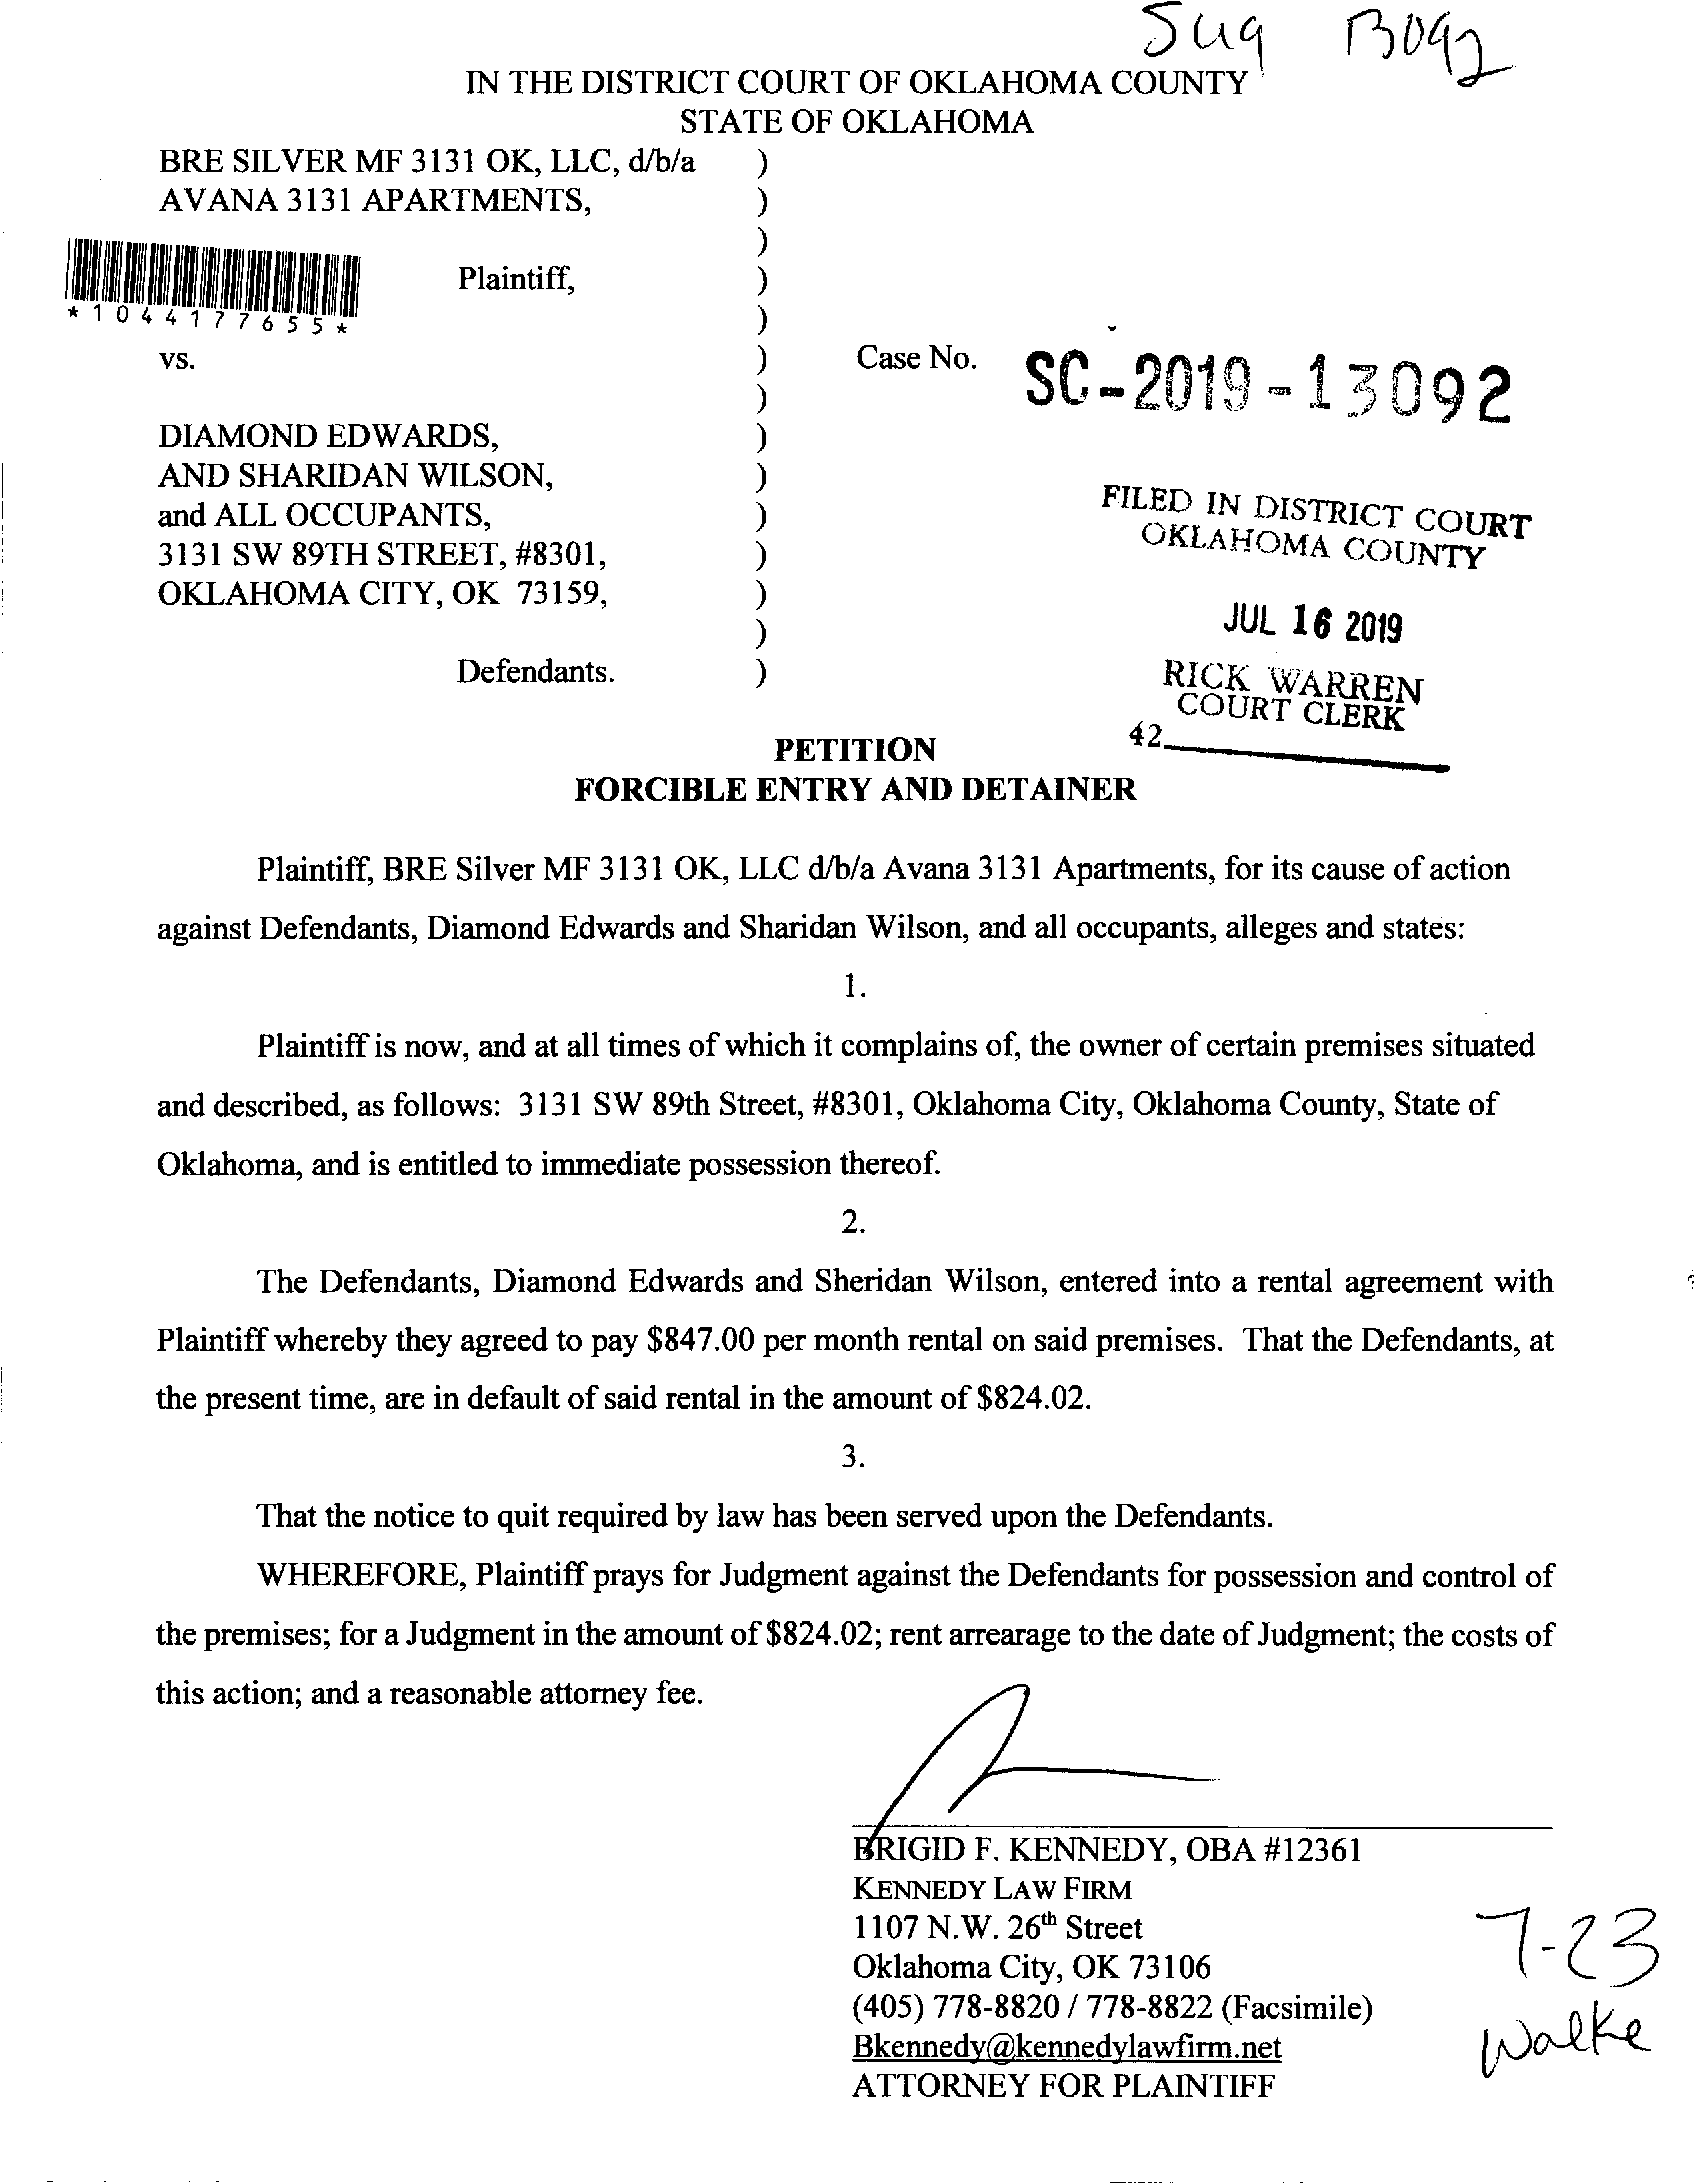 IN THE DISTRICT COURT OF OKLAHOMA COUNTY
STATE OF OKLAHOMA
BRE SILVER MF 3131 OK, LLC, d/b/a )
AVANA 3131 APARTMENTS, )
)
Plaintiff, )
*1044177655* )
vs. ) Case No. SC-2019-13092
)
DIAMOND EDWARDS, )
AND SHARIDAN WILSON, )
and ALL OCCUPANTS, )
3131 SW 89TH STREET, #8301, )
OKLAHOMA CITY, OK 73159, )
)
Defendants. )
FILED IN DISTRICT COURT
OKLAHOMA COUNTY
JUL 16 2019
RICK WARREN
COURT CLERK
42
PETITION
FORCIBLE ENTRY AND DETAINER
Plaintiff, BRE Silver MF 3131 OK, LLC d/b/a Avana 3131 Apartments, for its cause of action
against Defendants, Diamond Edwards and Sharidan Wilson, and all occupants, alleges and states:
1.
Plaintiff is now, and at all times of which it complains of, the owner of certain premises situated
and described, as follows: 3131 SW 89th Street, #8301, Oklahoma City, Oklahoma County, State of
Oklahoma, and is entitled to immediate possession thereof.
2.
The Defendants, Diamond Edwards and Sheridan Wilson, entered into a rental agreement with
Plaintiff whereby they agreed to pay $847.00 per month rental on said premises. That the Defendants, at
the present time, are in default of said rental in the amount of $824.02.
3.
That the notice to quit required by law has been served upon the Defendants.
WHEREFORE, Plaintiff prays for Judgment against the Defendants for possession and control of
the premises; for a Judgment in the amount of $824.02; rent arrearage to the date of Judgment; the costs of
this action; and a reasonable attorney fee.
BRIGID F. KENNEDY, OBA #12361
KENNEDY LAW FIRM
1107 N.W. 26th Street
Oklahoma City, OK 73106
(405) 778-8820 / 778-8822 (Facsimile)
Bkennedy@kennedylawfirm.net
ATTORNEY FOR PLAINTIFF
7-23
Walke